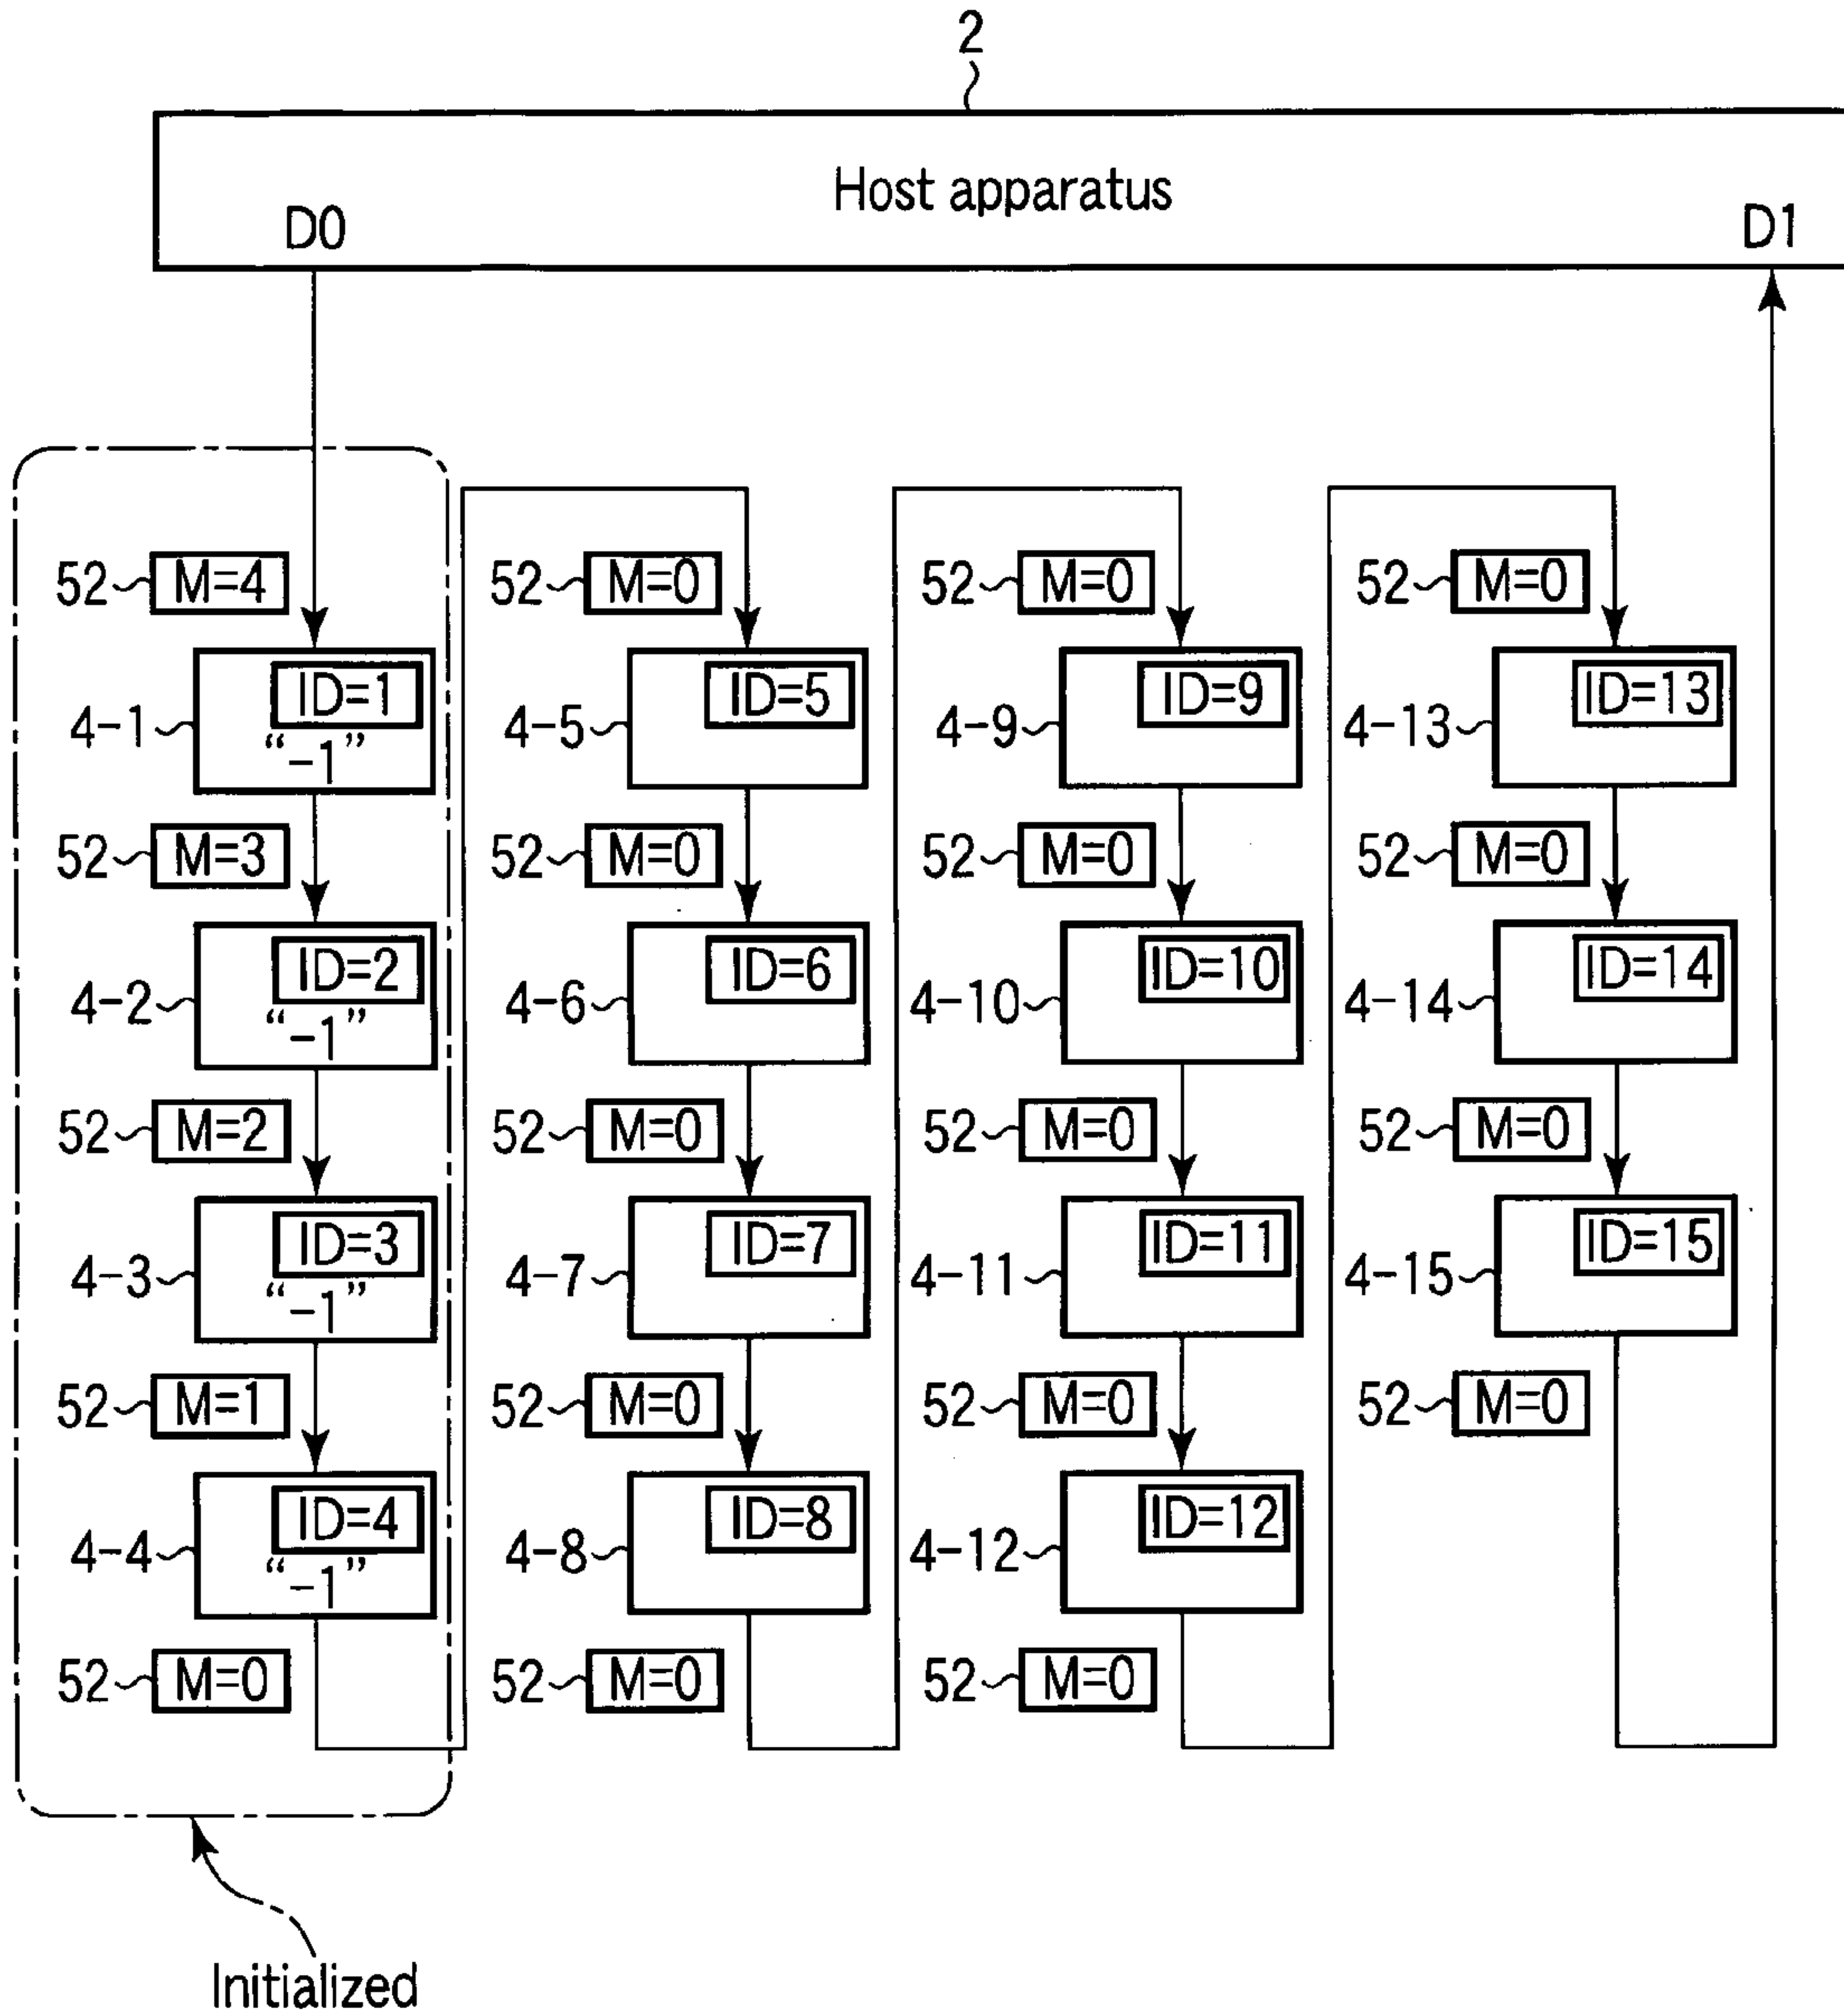 2
Host apparatus
D0
D1
52 M=4
52 M=0
52 M=0
52 M=0
ID=1
ID=5
ID=9
ID=13
4-1
4-5
4-9
4-13
“-1”
52 M=3
52 M=0
52 M=0
52 M=0
ID=2
ID=6
ID=10
ID=14
4-2
4-6
4-10
4-14
“-1”
52 M=2
52 M=0
52 M=0
52 M=0
ID=3
ID=7
ID=11
ID=15
4-3
4-7
4-11
4-15
“-1”
52 M=1
52 M=0
52 M=0
52 M=0
ID=4
ID=8
ID=12
4-4
4-8
4-12
“-1”
52 M=0
52 M=0
52 M=0
Initialized